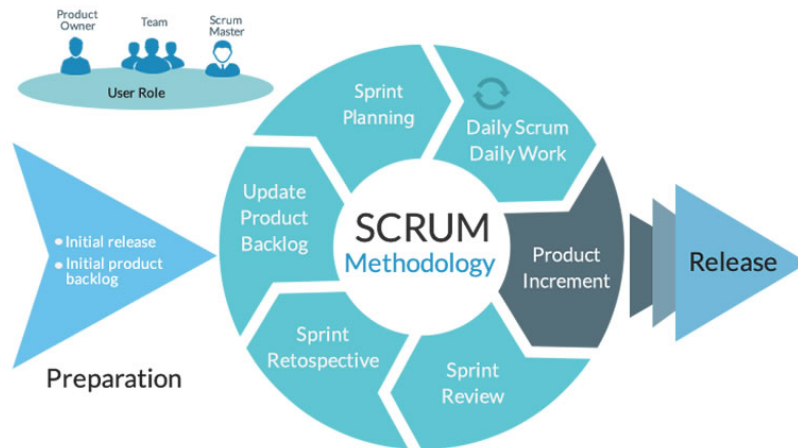 Product
Owner
Team
Scrum
Master
User Role
Sprint
Planning
Daily Scrum
Daily Work
Update
Product
Backlog
SCRUM
Methodology
Product
Increment
Release
Initial release
Initial product
backlog
Preparation
Sprint
Retospective
Sprint
Review